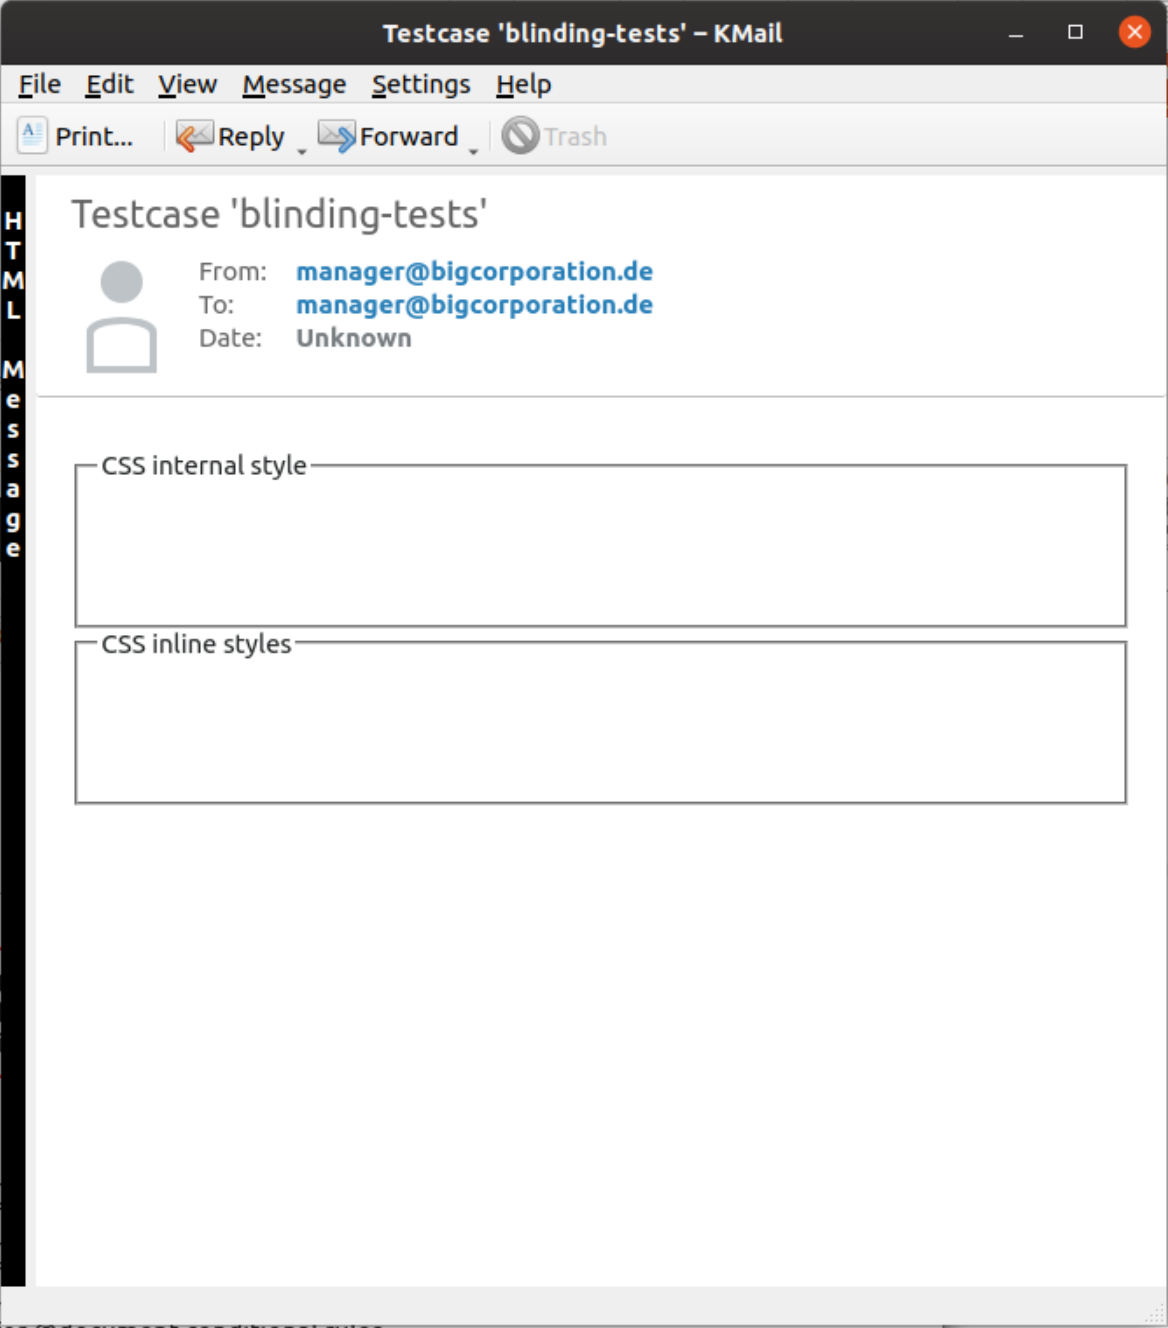 Testcase 'blinding-tests' – KMail
File Edit View Message Settings Help
Print... Reply Forward Trash
HTML Message
Testcase 'blinding-tests'
From: manager@bigcorporation.de
To: manager@bigcorporation.de
Date: Unknown
CSS internal style
CSS inline styles